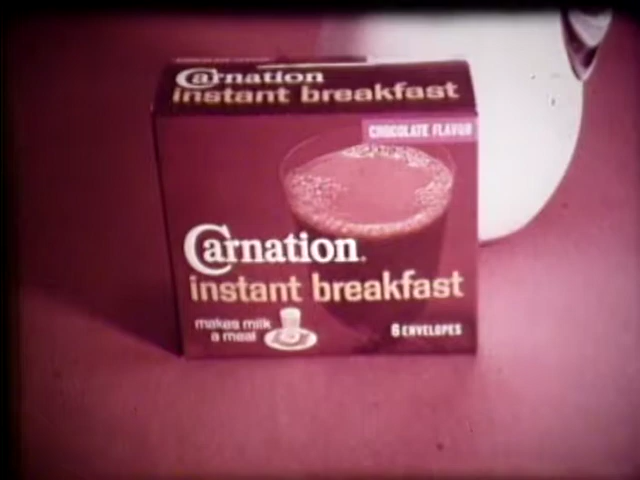 Carnation
instant breakfast
CHOCOLATE FLAVOR
Carnation.
instant breakfast
makes milk
a meal
6 ENVELOPES